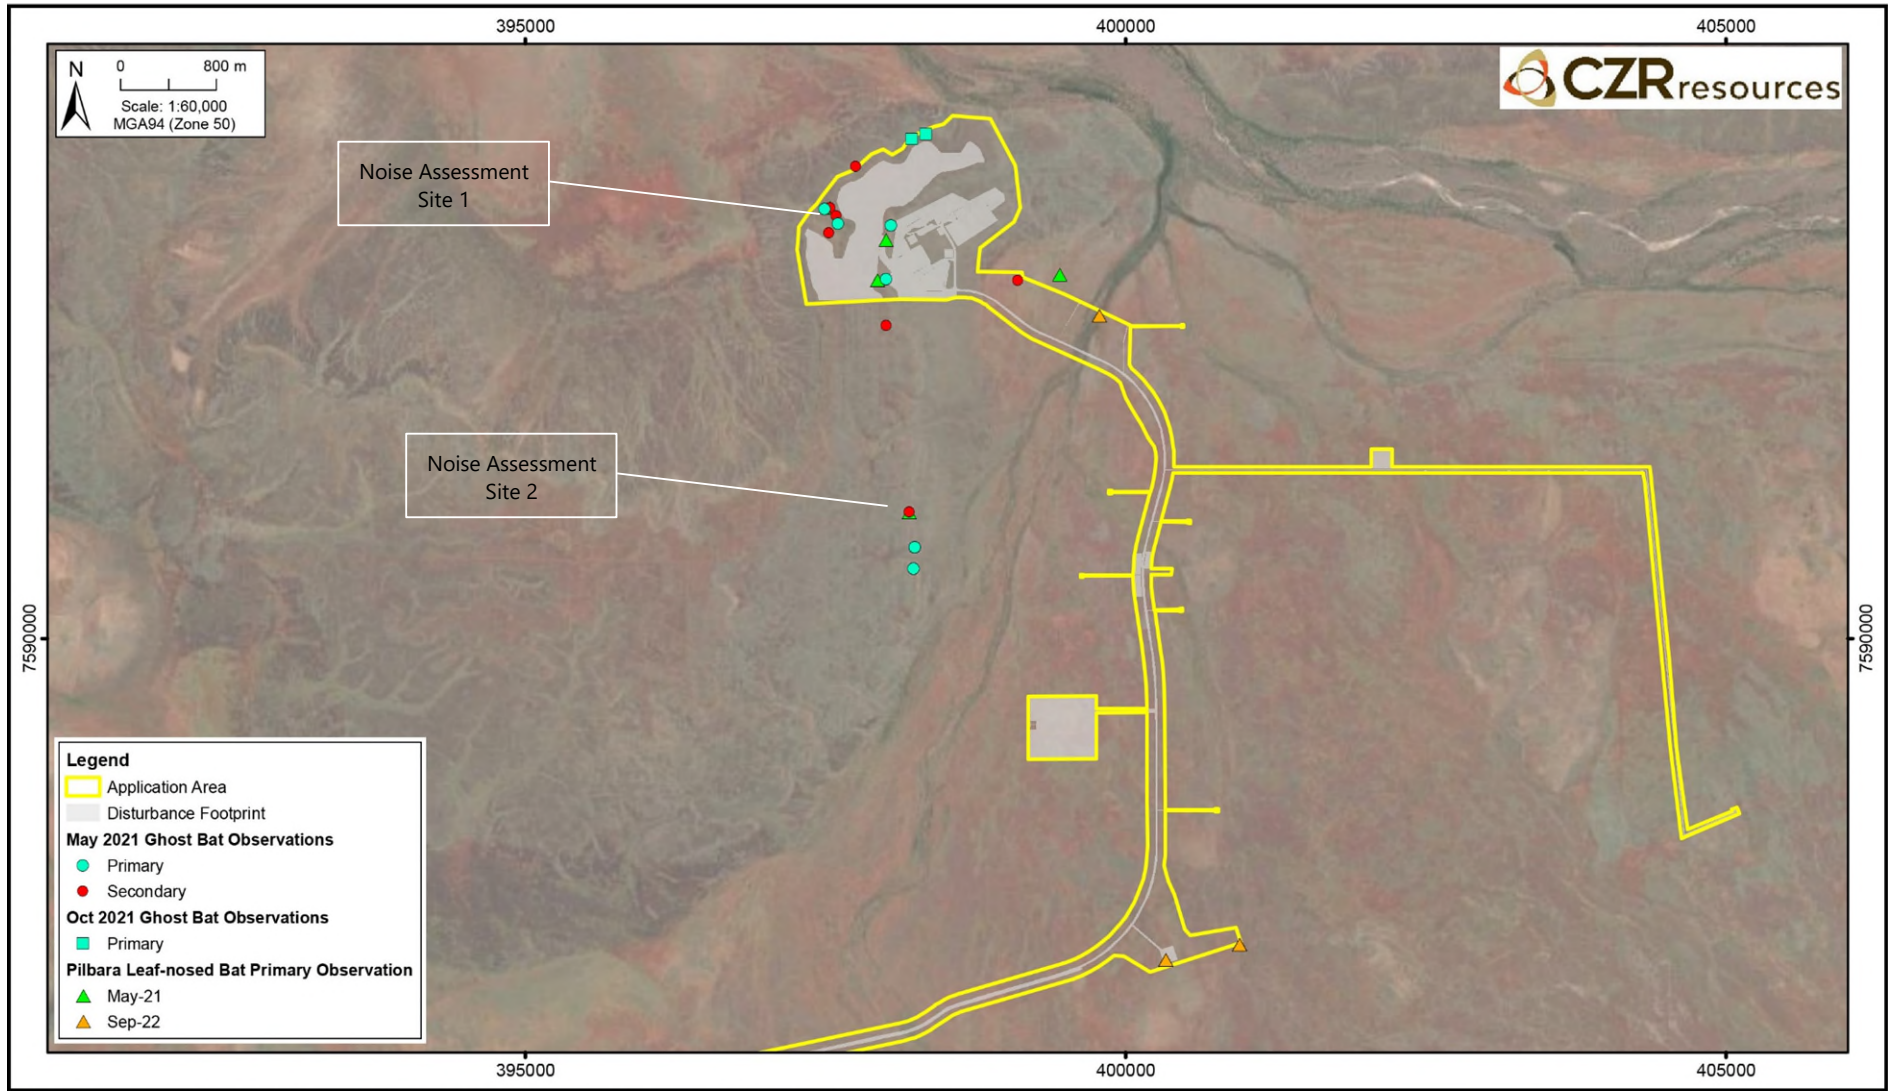 395000
400000
405000
N
0 800 m
Scale: 1:60,000
MGA94 (Zone 50)
CZR resources
Noise Assessment
Site 1
Noise Assessment
Site 2
7590000
7590000
Legend
Application Area
Disturbance Footprint
May 2021 Ghost Bat Observations
Primary
Secondary
Oct 2021 Ghost Bat Observations
Primary
Pilbara Leaf-nosed Bat Primary Observation
May-21
Sep-22
395000
400000
405000